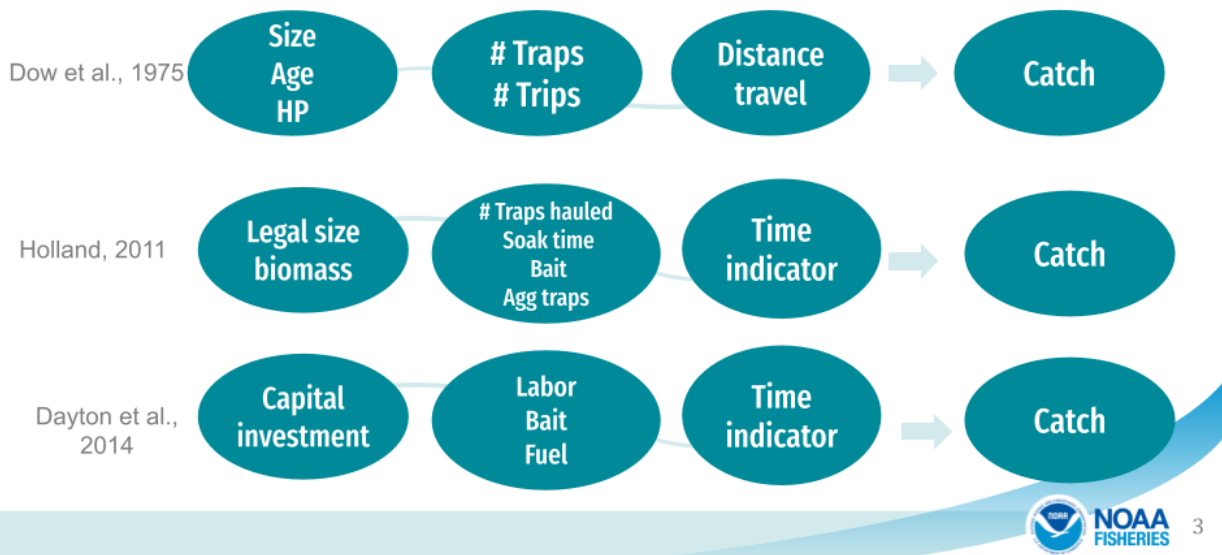 Dow et al., 1975
Size
Age
HP
# Traps
# Trips
Distance
travel
Catch
Holland, 2011
Legal size
biomass
# Traps hauled
Soak time
Bait
Agg traps
Time
indicator
Catch
Dayton et al.,
2014
Capital
investment
Labor
Bait
Fuel
Time
indicator
Catch
NOAA
NOAA
FISHERIES
3